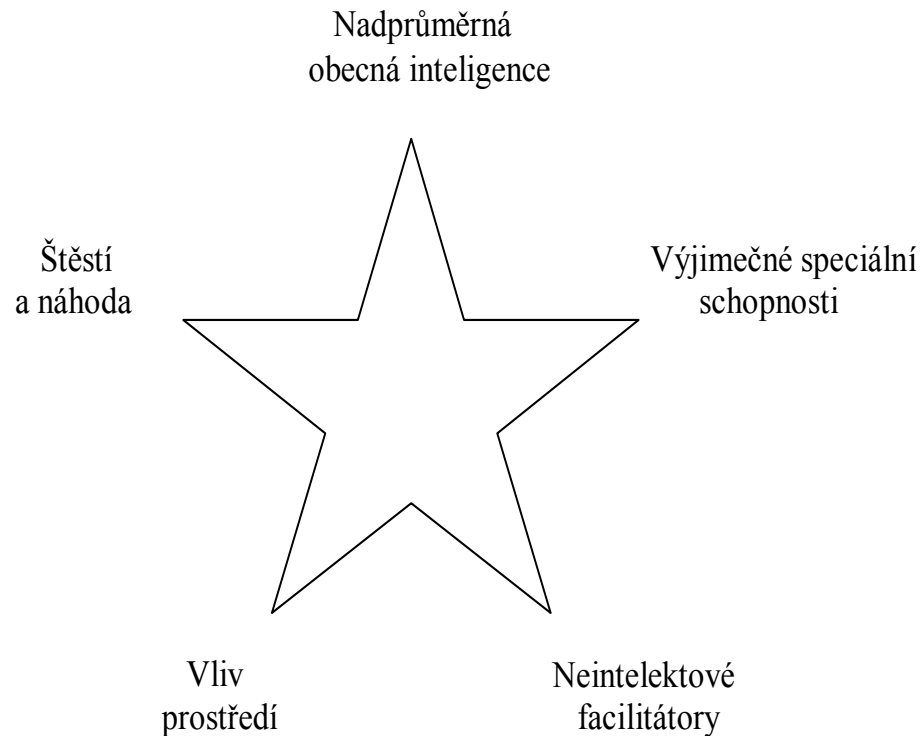 Nadprůměrná
obecná inteligence
Štěstí
a náhoda
Výjimečné speciální
schopnosti
Vliv
prostředí
Neintelektové
facilitátory